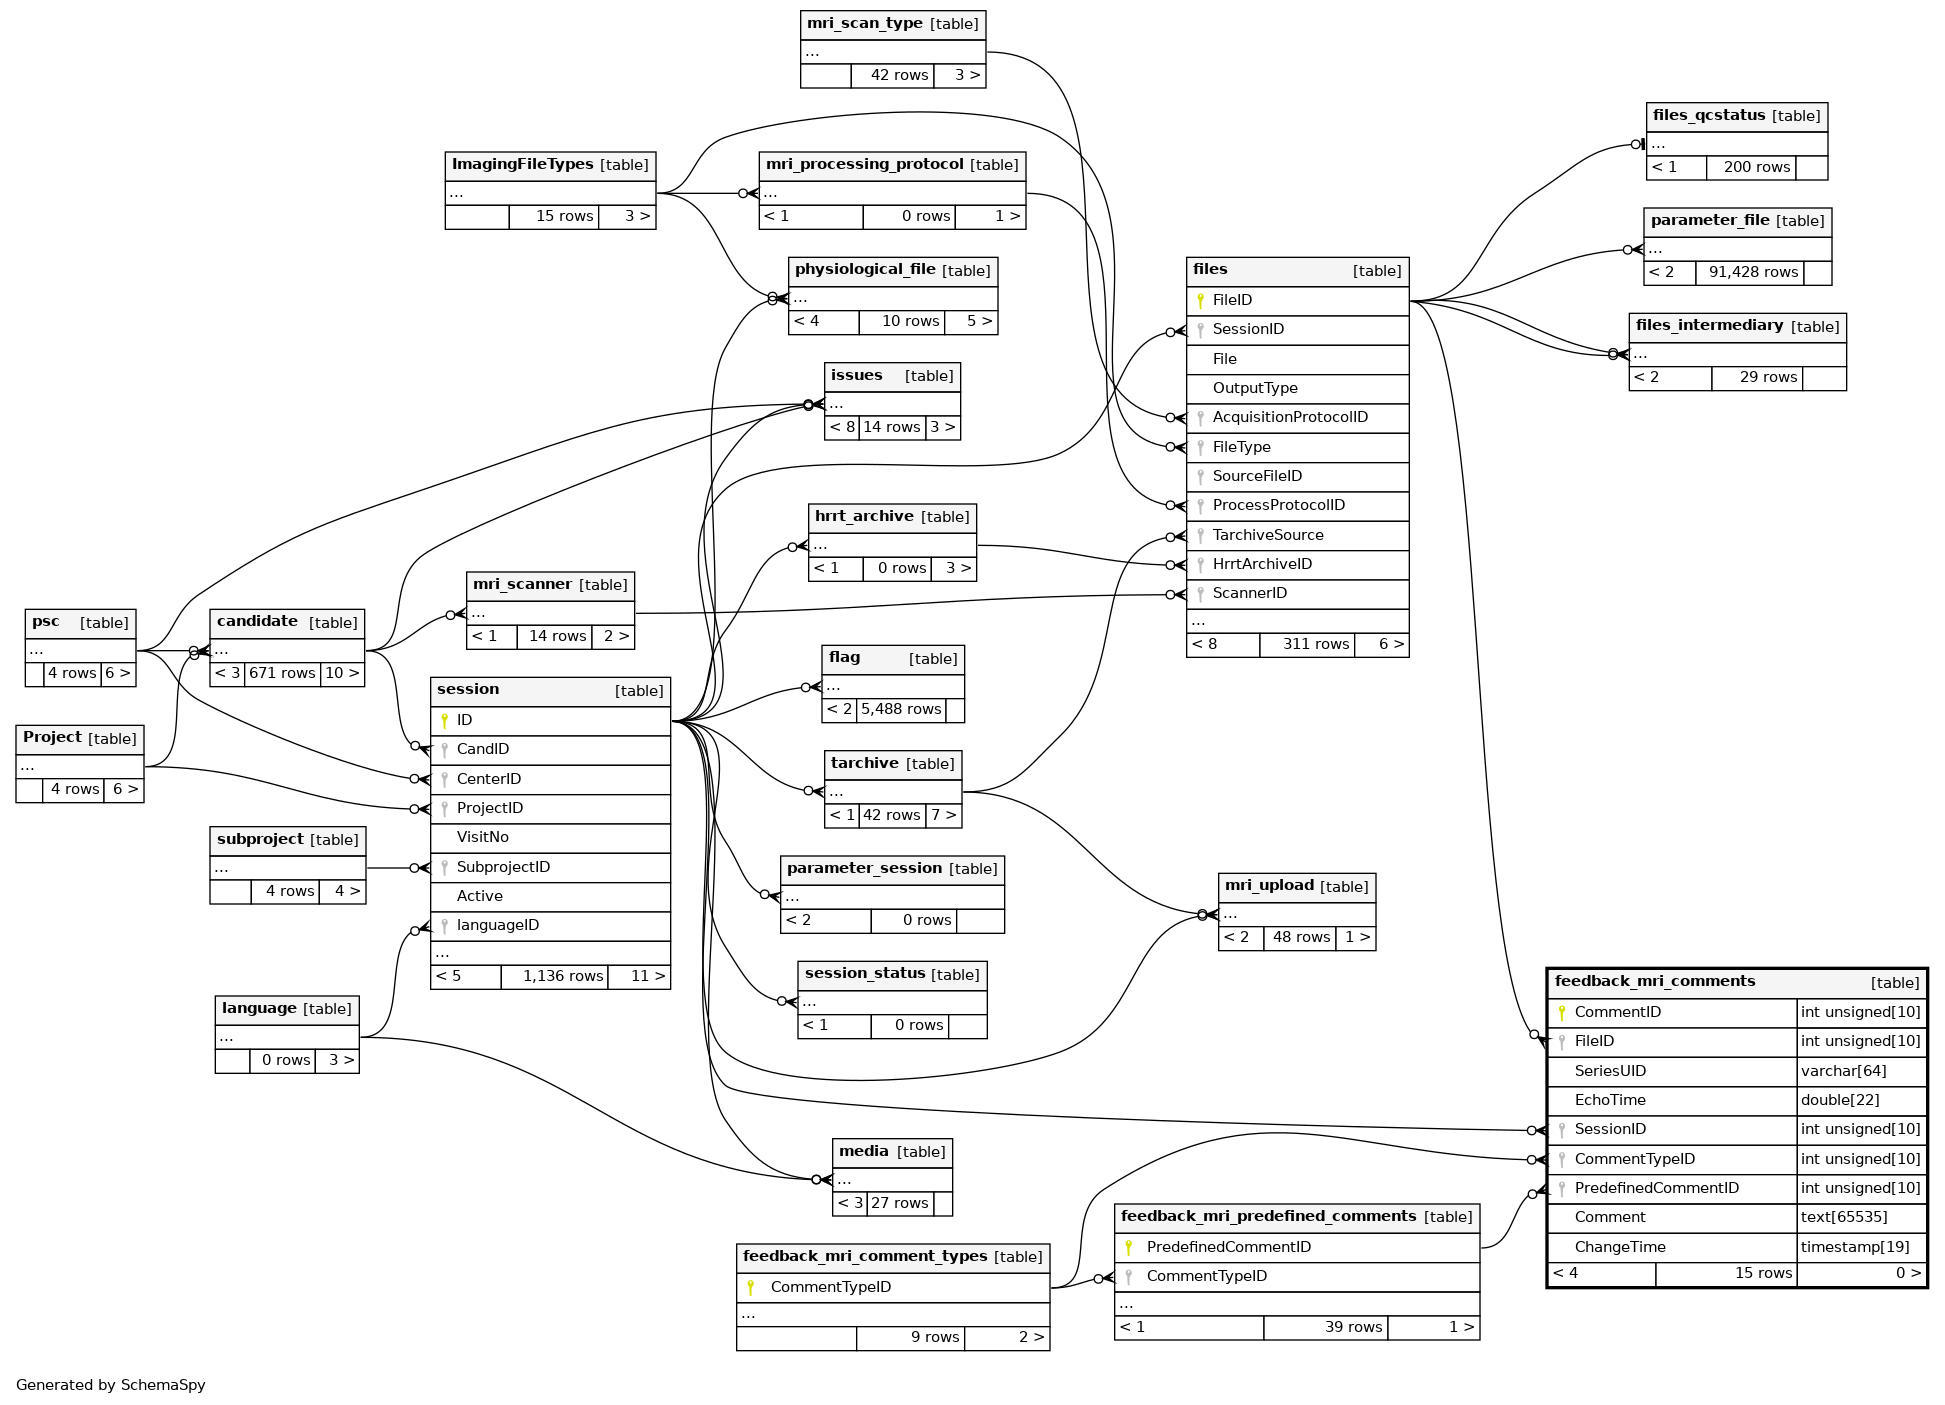 mri_scan_type [table]
...
42 rows 3 >
files_qcstatus [table]
...
< 1 200 rows
ImagingFileTypes [table]
...
15 rows 3 >
mri_processing_protocol [table]
...
< 1 0 rows 1 >
parameter_file [table]
...
< 2 91,428 rows
physiological_file [table]
...
< 4 10 rows 5 >
files [table]
FileID
SessionID
File
OutputType
AcquisitionProtocolID
FileType
SourceFileID
ProcessProtocolID
TarchiveSource
HrrtArchiveID
ScannerID
...
< 8 311 rows 6 >
files_intermediary [table]
...
< 2 29 rows
issues [table]
...
< 8 14 rows 3 >
hrrt_archive [table]
...
< 1 0 rows 3 >
mri_scanner [table]
...
< 1 14 rows 2 >
psc [table]
...
4 rows 6 >
candidate [table]
...
< 3 671 rows 10 >
flag [table]
...
< 2 5,488 rows
session [table]
ID
CandID
CenterID
ProjectID
VisitNo
SubprojectID
Active
languageID
...
< 5 1,136 rows 11 >
Project [table]
...
4 rows 6 >
tarchive [table]
...
< 1 42 rows 7 >
subproject [table]
...
4 rows 4 >
parameter_session [table]
...
< 2 0 rows
mri_upload [table]
...
< 2 48 rows 1 >
session_status [table]
...
< 1 0 rows
feedback_mri_comments [table]
CommentID int unsigned[10]
FileID int unsigned[10]
SeriesUID varchar[64]
EchoTime double[22]
SessionID int unsigned[10]
CommentTypeID int unsigned[10]
PredefinedCommentID int unsigned[10]
Comment text[65535]
ChangeTime timestamp[19]
< 4 15 rows 0 >
language [table]
...
0 rows 3 >
media [table]
...
< 3 27 rows
feedback_mri_predefined_comments [table]
PredefinedCommentID
CommentTypeID
...
< 1 39 rows 1 >
feedback_mri_comment_types [table]
CommentTypeID
...
9 rows 2 >
Generated by SchemaSpy